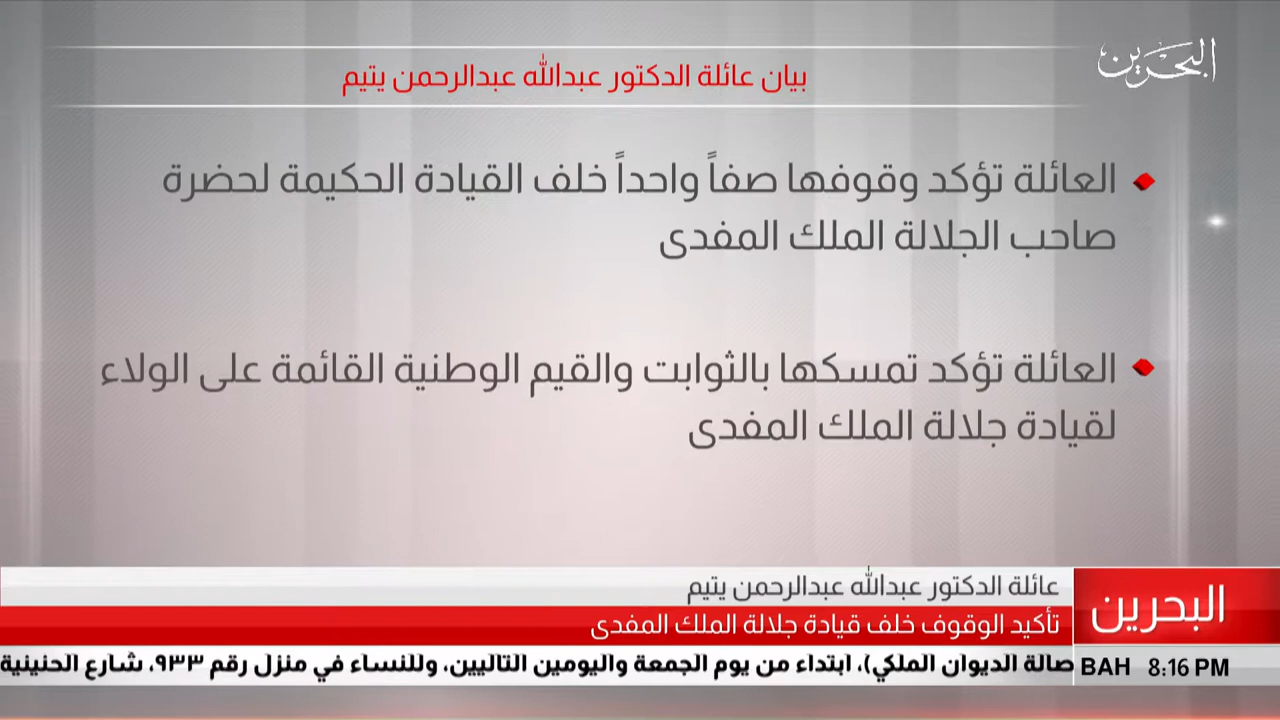 البحرين
بيان عائلة الدكتور عبدالله عبدالرحمن يتيم
العائلة تؤكد وقوفها صفاً واحداً خلف القيادة الحكيمة لحضرة
صاحب الجلالة الملك المفدى
العائلة تؤكد تمسكها بالثوابت والقيم الوطنية القائمة على الولاء
لقيادة جلالة الملك المفدى
البحرين
عائلة الدكتور عبدالله عبدالرحمن يتيم
تأكيد الوقوف خلف قيادة جلالة الملك المفدى
BAH 8:16 PM
صالة الديوان الملكي)، ابتداء من يوم الجمعة واليومين التاليين، وللنساء في منزل رقم ٩٣٣، شارع الحنينية